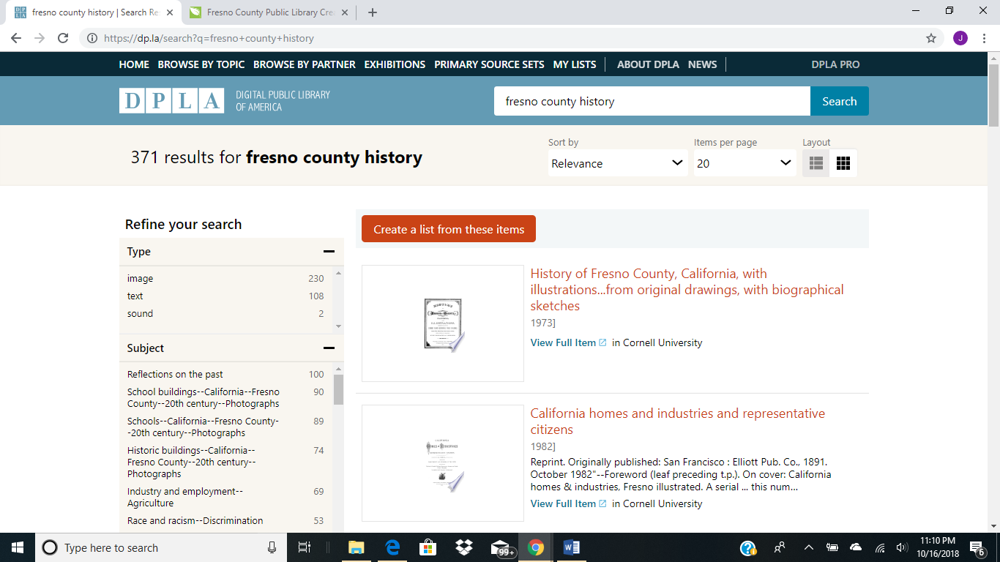 fresno county history | Search Re
Fresno County Public Library Cre
https://dp.la/search?q=fresno+county+history
J
HOME BROWSE BY TOPIC BROWSE BY PARTNER EXHIBITIONS PRIMARY SOURCE SETS MY LISTS ABOUT DPLA NEWS DPLA PRO
DPLA
DIGITAL PUBLIC LIBRARY
OF AMERICA
fresno county history
Search
371 results for fresno county history
Sort by
Relevance
Items per page
20
Layout
Refine your search
Type
image 230
text 108
sound 2
Subject
Reflections on the past 100
School buildings--California--Fresno 90
County--20th century--Photographs
Schools--California--Fresno County- 89
-20th century--Photographs
Historic buildings--California-- 74
Fresno County--20th century--
Photographs
Industry and employment-- 69
Agriculture
Race and racism--Discrimination 53
Create a list from these items
History of Fresno County, California, with
illustrations...from original drawings, with biographical
sketches
1973]
View Full Item in Cornell University
California homes and industries and representative
citizens
1982]
Reprint. Originally published: San Francisco : Elliott Pub. Co., 1891.
October 1982"--Foreword (leaf preceding t.p.). On cover: California
homes & industries, Fresno illustrated. A serial ... this num...
View Full Item in Cornell University
Type here to search
99+
11:10 PM
10/16/2018
6